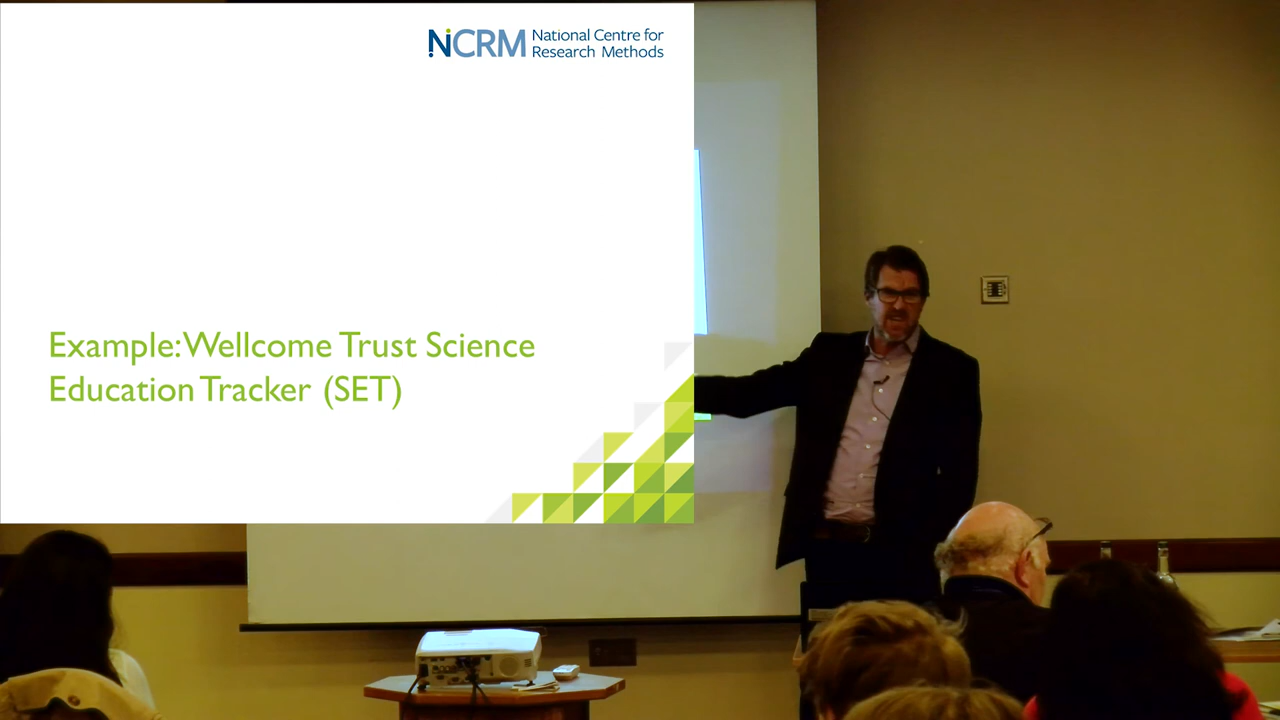 NCRM National Centre for
Research Methods
Example: Wellcome Trust Science
Education Tracker (SET)